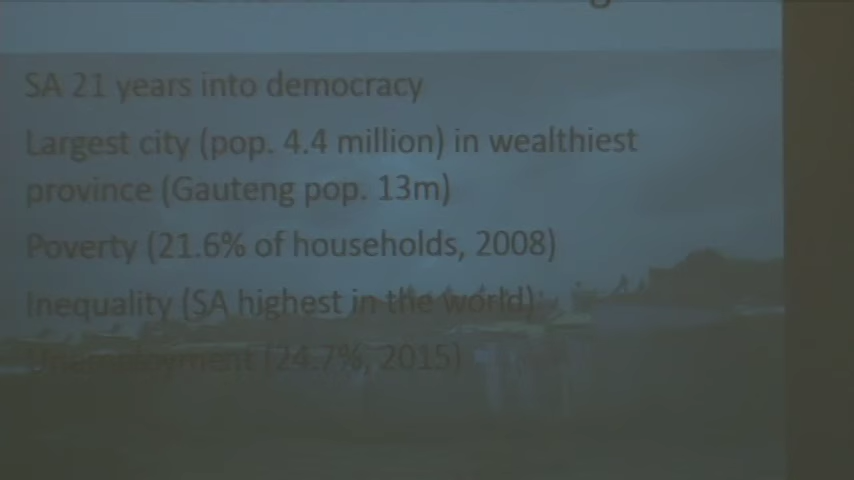 SA 21 years into democracy
Largest city (pop. 4.4 million) in wealthiest
province (Gauteng pop. 13m)
Poverty (21.6% of households, 2008)
Inequality (SA highest in the world)
Unemployment (24.7%, 2015)